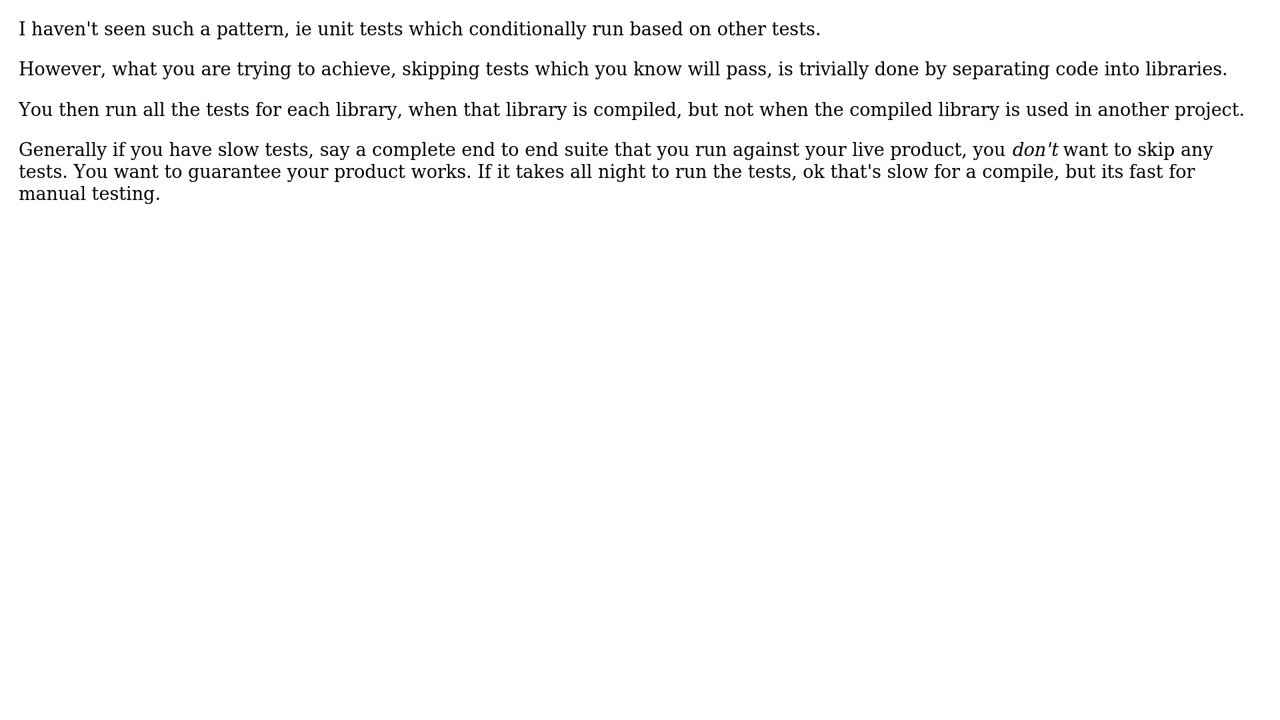 I haven't seen such a pattern, ie unit tests which conditionally run based on other tests.
However, what you are trying to achieve, skipping tests which you know will pass, is trivially done by separating code into libraries.
You then run all the tests for each library, when that library is compiled, but not when the compiled library is used in another project.
Generally if you have slow tests, say a complete end to end suite that you run against your live product, you don't want to skip any
tests. You want to guarantee your product works. If it takes all night to run the tests, ok that's slow for a compile, but its fast for
manual testing.